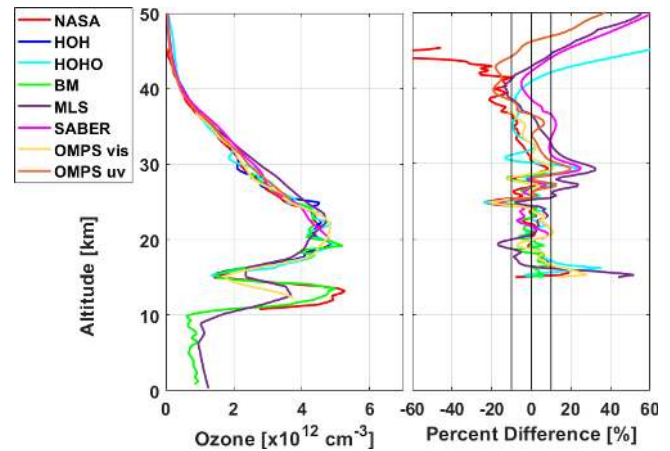 NASA
HOH
HOHO
BM
MLS
SABER
OMPS vis
OMPS uv
Altitude [km]
50
40
30
20
10
0
0 2 4 6
Ozone [x10¹² cm⁻³]
-60 -40 -20 0 20 40 60
Percent Difference [%]